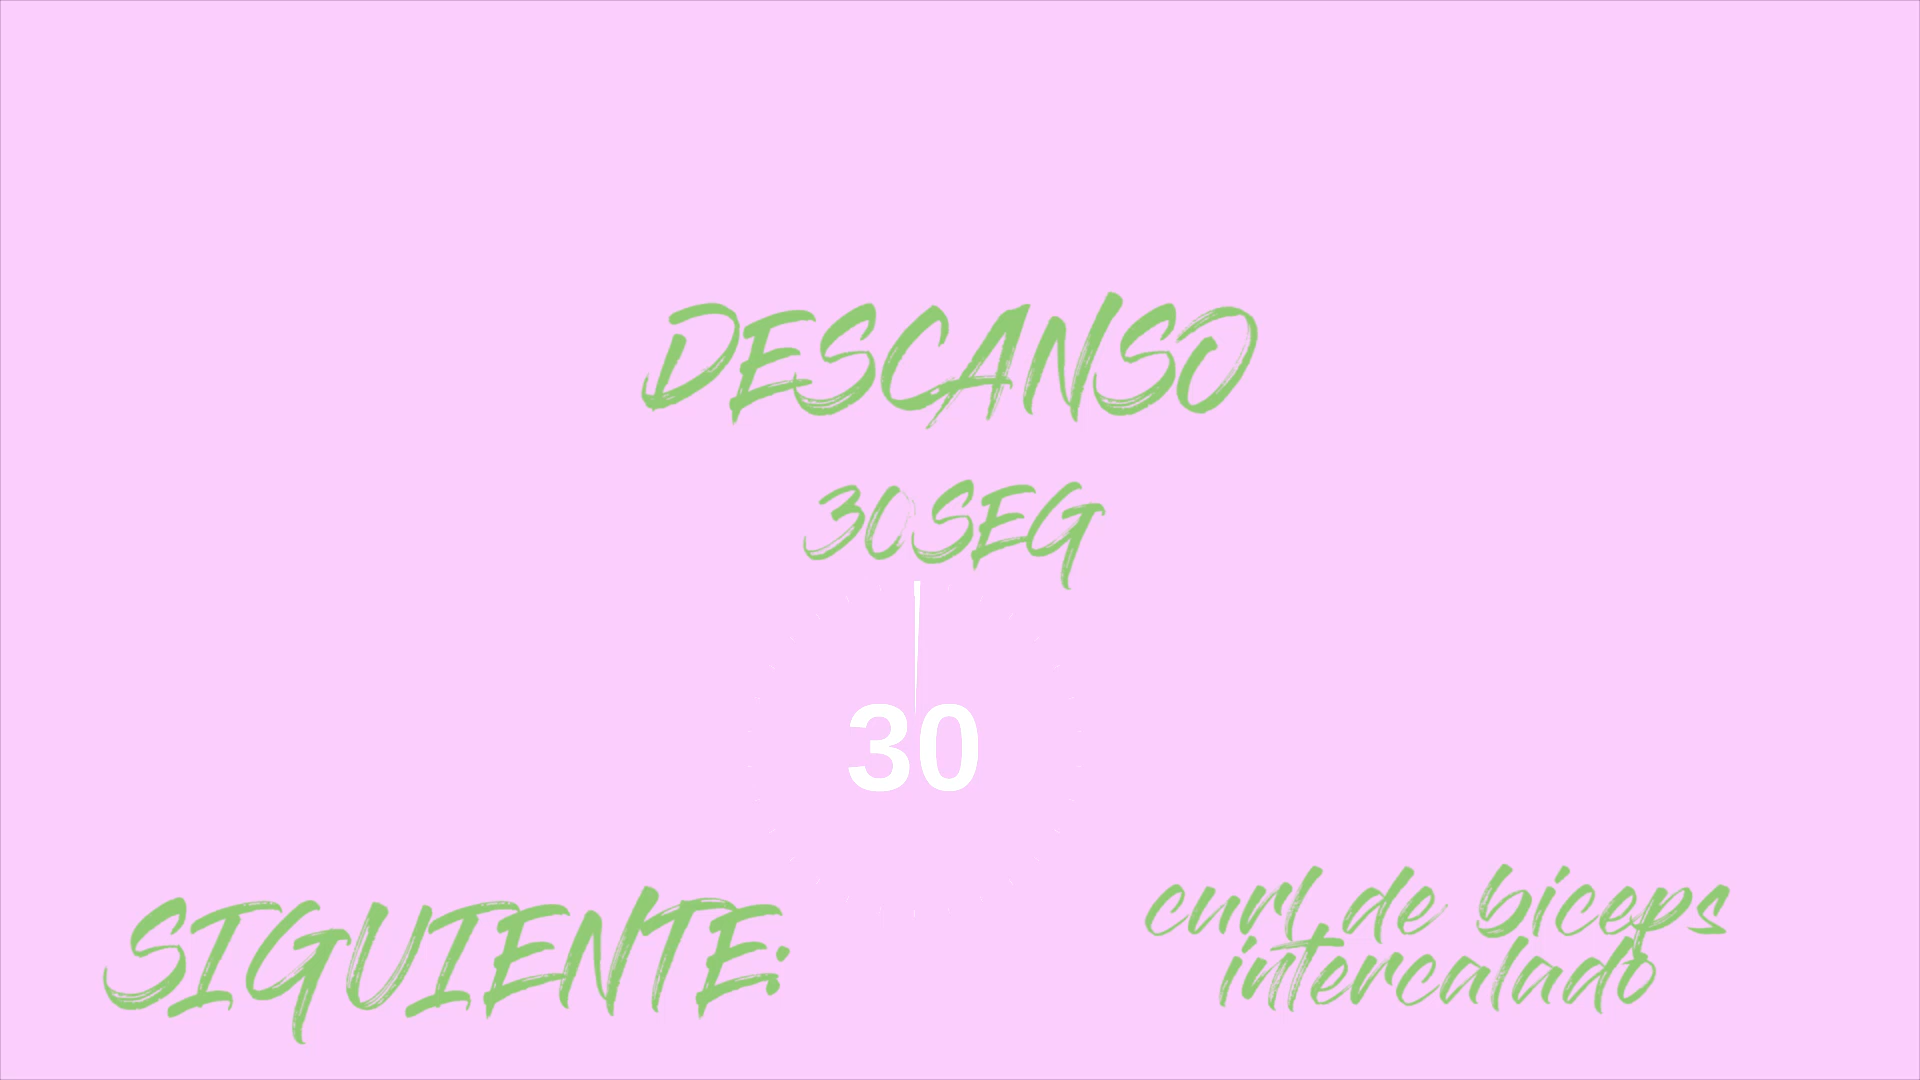 DESCANSO
30SEG
30
SIGUIENTE:
curl de biceps
intercalado